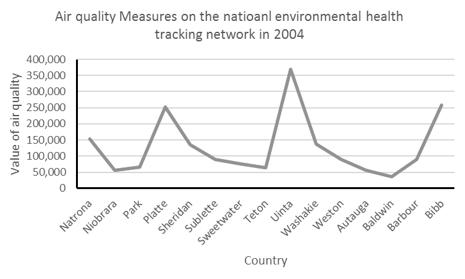 Air quality Measures on the natioanl environmental health
tracking network in 2004
Value of air quality
400,000
350,000
300,000
250,000
200,000
150,000
100,000
50,000
0
Natrona
Niobrara
Park
Platte
Sheridan
Sublette
Sweetwater
Teton
Uinta
Washakie
Weston
Autauga
Baldwin
Barbour
Bibb
Country